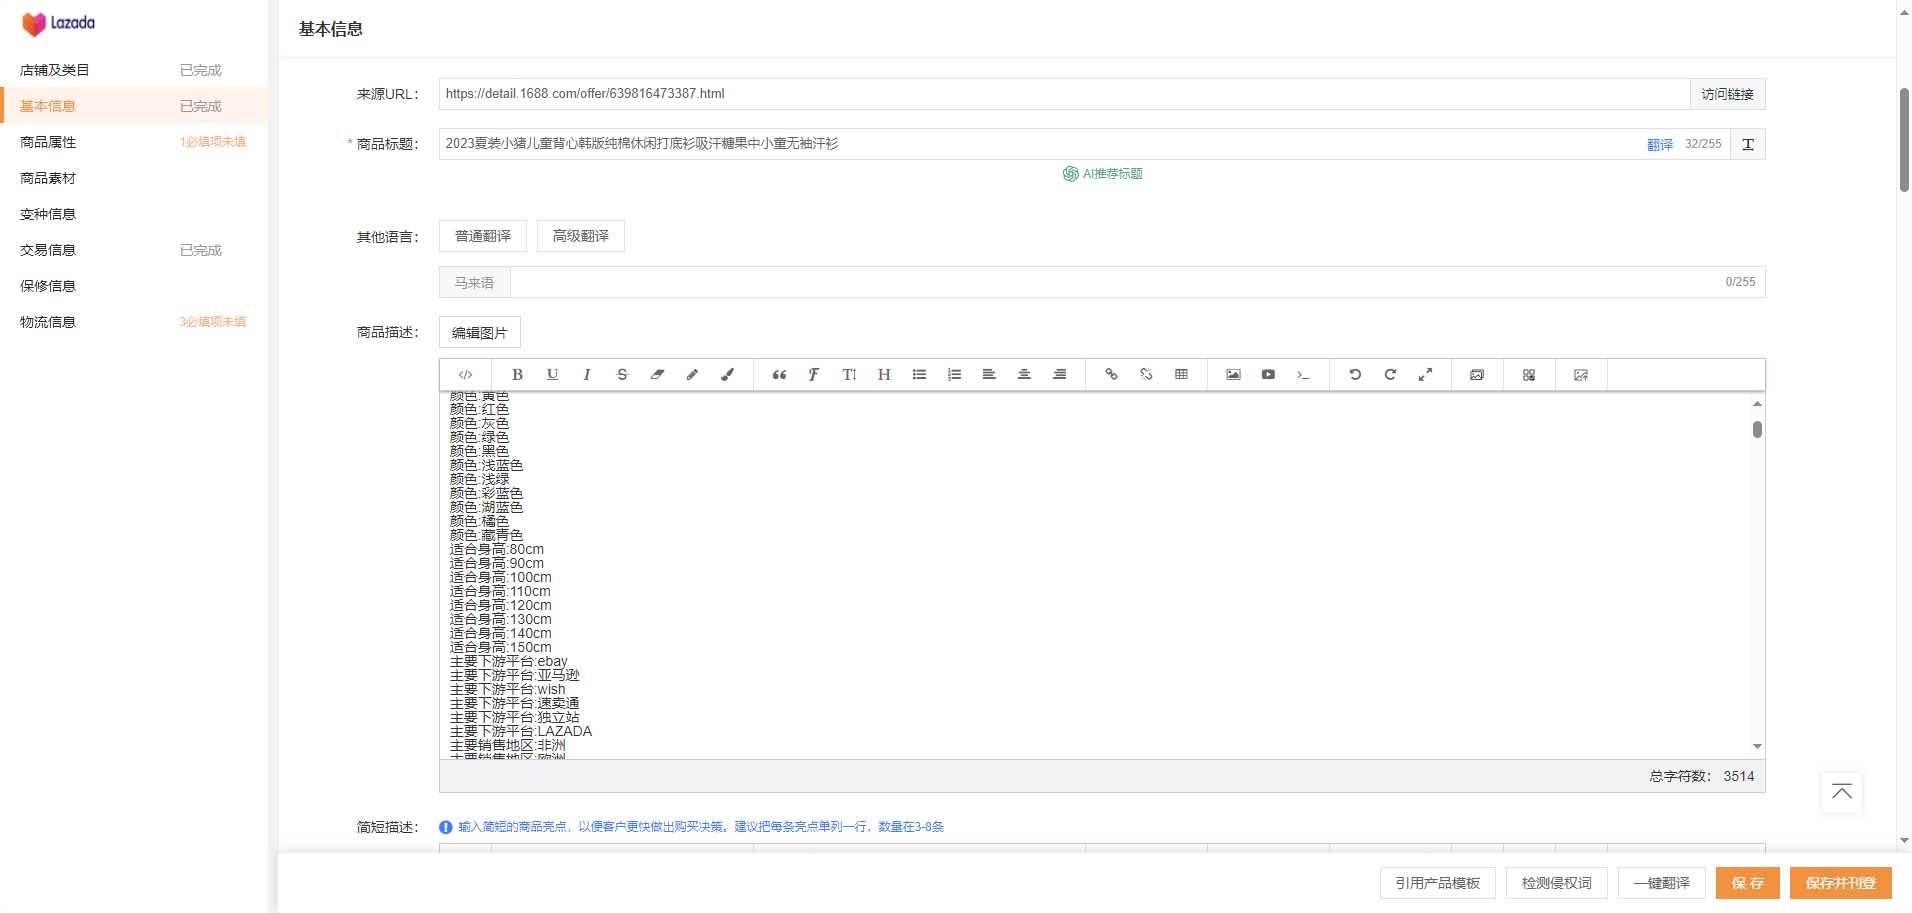 Lazada
店铺及类目 已完成
基本信息 已完成
商品属性 1必填项未填
商品素材
变种信息
交易信息 已完成
保修信息
物流信息 3必填项未填
基本信息
来源URL： https://detail.1688.com/offer/639816473387.html 访问链接
* 商品标题： 2023夏装小猪儿童背心韩版纯棉休闲打底衫吸汗糖果中小童无袖汗衫 翻译 32/255
AI推荐标题
其他语言： 普通翻译 高级翻译
马来语 0/255
商品描述： 编辑图片
颜色:黄色
颜色:红色
颜色:灰色
颜色:绿色
颜色:黑色
颜色:浅蓝色
颜色:浅绿
颜色:彩蓝色
颜色:湖蓝色
颜色:橘色
颜色:藏青色
适合身高:80cm
适合身高:90cm
适合身高:100cm
适合身高:110cm
适合身高:120cm
适合身高:130cm
适合身高:140cm
适合身高:150cm
主要下游平台:ebay
主要下游平台:亚马逊
主要下游平台:wish
主要下游平台:速卖通
主要下游平台:独立站
主要下游平台:LAZADA
主要销售地区:非洲
主要销售地区:欧洲
总字符数： 3514
简短描述： 输入简短的商品亮点，以便客户更快做出购买决策。建议把每条亮点单列一行，数量在3-8条
引用产品模板 检测侵权词 一键翻译 保 存 保存并刊登